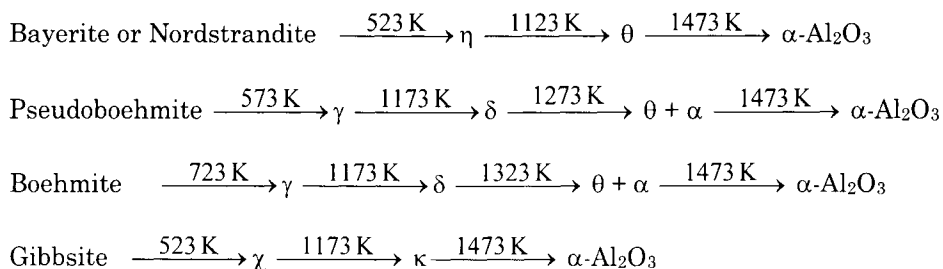 Bayerite or Nordstrandite —523 K→ η —1123 K→ θ —1473 K→ α-Al₂O₃
Pseudoboehmite —573 K→ γ —1173 K→ δ —1273 K→ θ + α —1473 K→ α-Al₂O₃
Boehmite —723 K→ γ —1173 K→ δ —1323 K→ θ + α —1473 K→ α-Al₂O₃
Gibbsite —523 K→ χ —1173 K→ κ —1473 K→ α-Al₂O₃